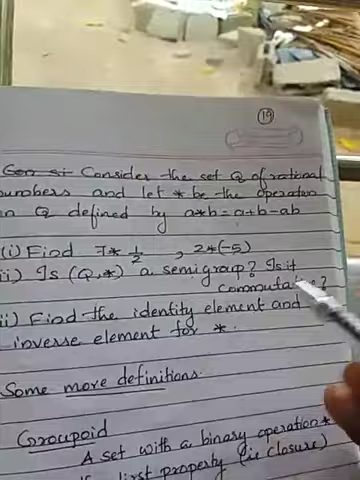 19
Consider the set Q of rational
numbers and let * be the operation
on Q defined by a*b=a+b-ab
(i) Find 7* 1/2 , 2*(-5)
ii) Is (Q,*) a semigroup? Is it
commutative?
ii) Find the identity element and
inverse element for *.
Some more definitions.
Groupoid
A set with a binary operation *
first property (ie closure)